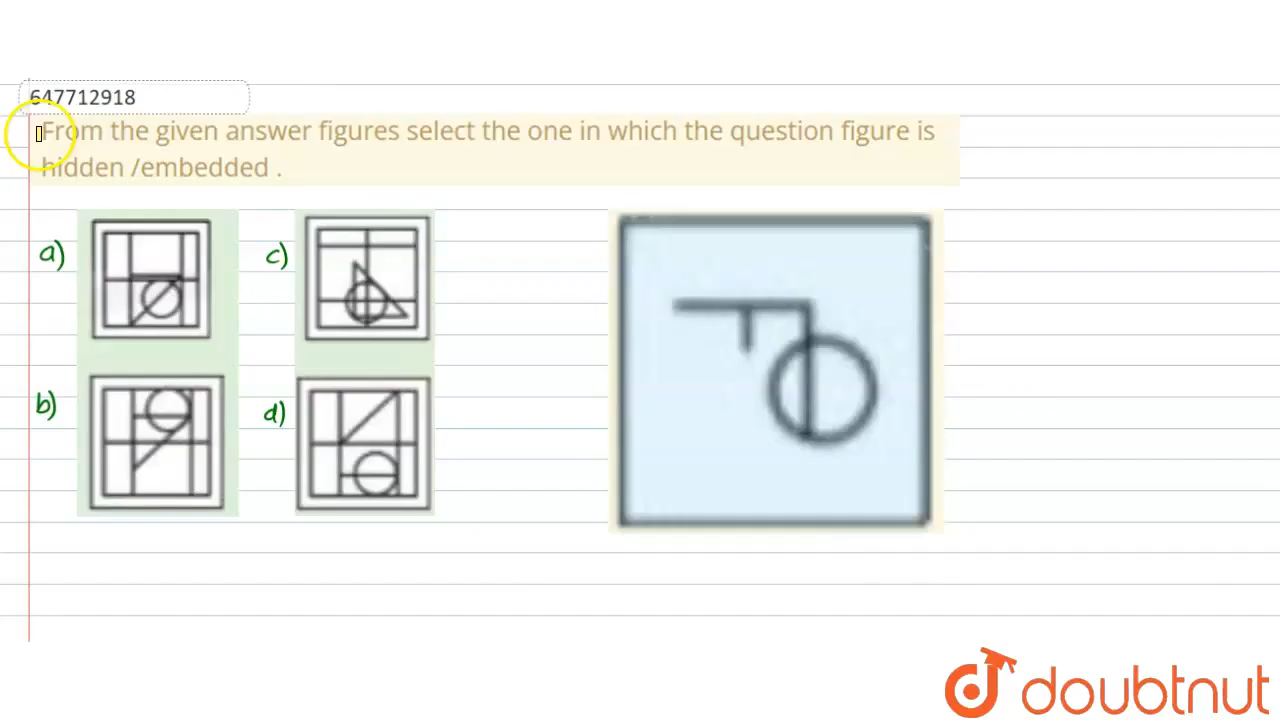 647712918
From the given answer figures select the one in which the question figure is
hidden /embedded .
a)
c)
b)
d)
doubtnut